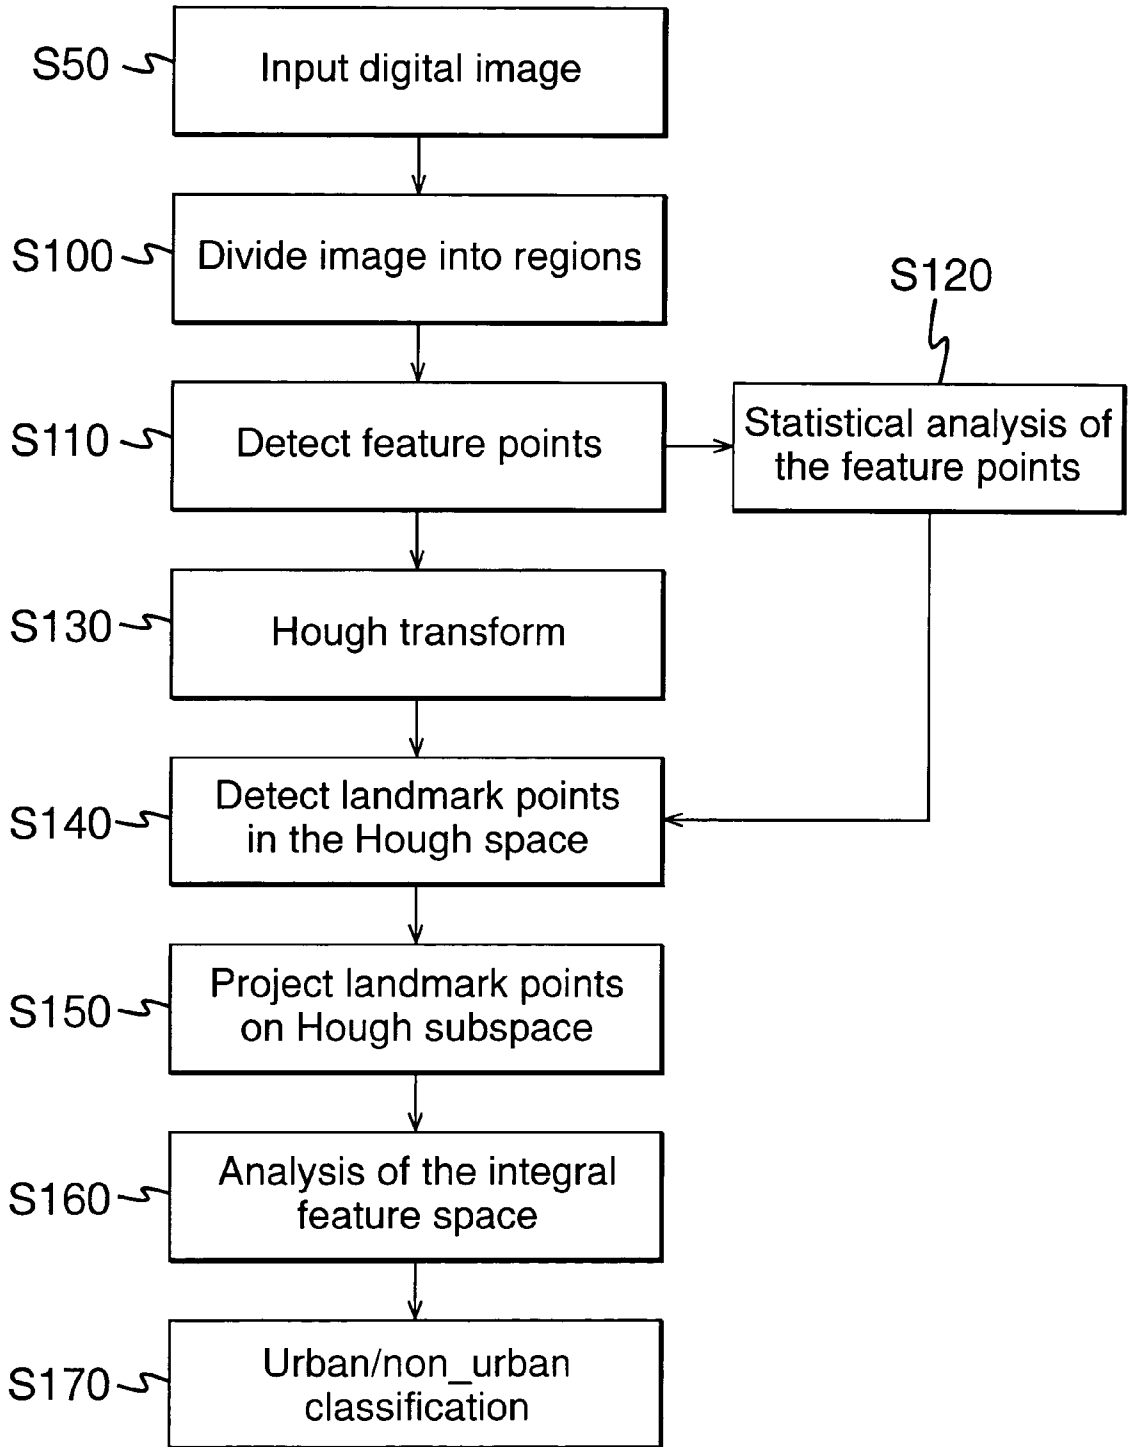 S50
Input digital image
S100
Divide image into regions
S120
S110
Detect feature points
Statistical analysis of
the feature points
S130
Hough transform
S140
Detect landmark points
in the Hough space
S150
Project landmark points
on Hough subspace
S160
Analysis of the integral
feature space
S170
Urban/non_urban
classification